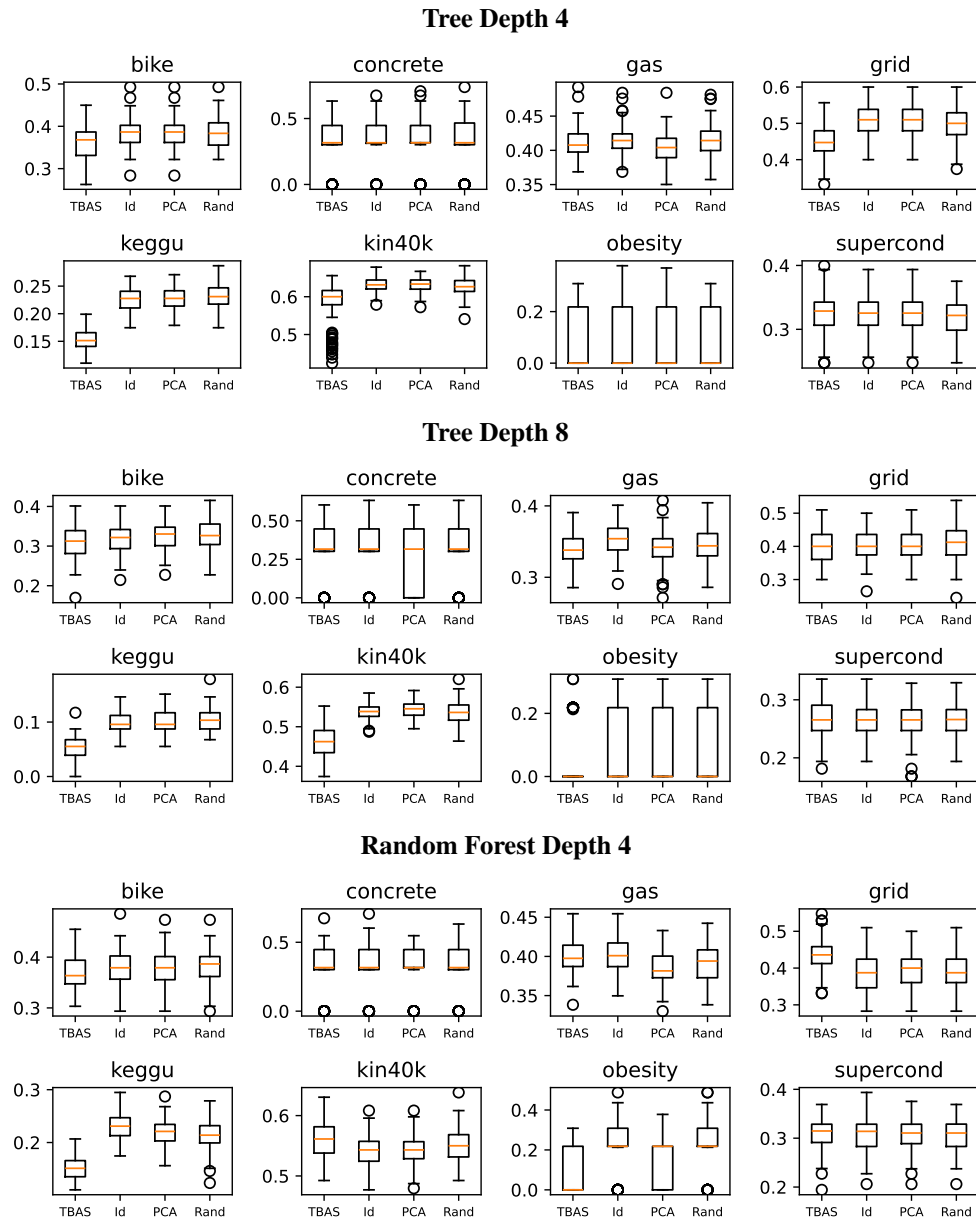 Tree Depth 4
bike concrete gas grid
0.5
0.4
0.3
TBAS Id PCA Rand
0.5
0.0
TBAS Id PCA Rand
0.45
0.40
0.35
TBAS Id PCA Rand
0.6
0.5
0.4
TBAS Id PCA Rand
keggu kin40k obesity supercond
0.25
0.20
0.15
TBAS Id PCA Rand
0.6
0.5
TBAS Id PCA Rand
0.2
0.0
TBAS Id PCA Rand
0.4
0.3
TBAS Id PCA Rand
Tree Depth 8
bike concrete gas grid
0.4
0.3
0.2
TBAS Id PCA Rand
0.50
0.25
0.00
TBAS Id PCA Rand
0.4
0.3
TBAS Id PCA Rand
0.5
0.4
0.3
TBAS Id PCA Rand
keggu kin40k obesity supercond
0.1
0.0
TBAS Id PCA Rand
0.6
0.5
0.4
TBAS Id PCA Rand
0.2
0.0
TBAS Id PCA Rand
0.3
0.2
TBAS Id PCA Rand
Random Forest Depth 4
bike concrete gas grid
0.4
0.3
TBAS Id PCA Rand
0.5
0.0
TBAS Id PCA Rand
0.45
0.40
0.35
TBAS Id PCA Rand
0.5
0.4
0.3
TBAS Id PCA Rand
keggu kin40k obesity supercond
0.3
0.2
TBAS Id PCA Rand
0.6
0.5
TBAS Id PCA Rand
0.4
0.2
0.0
TBAS Id PCA Rand
0.4
0.3
0.2
TBAS Id PCA Rand